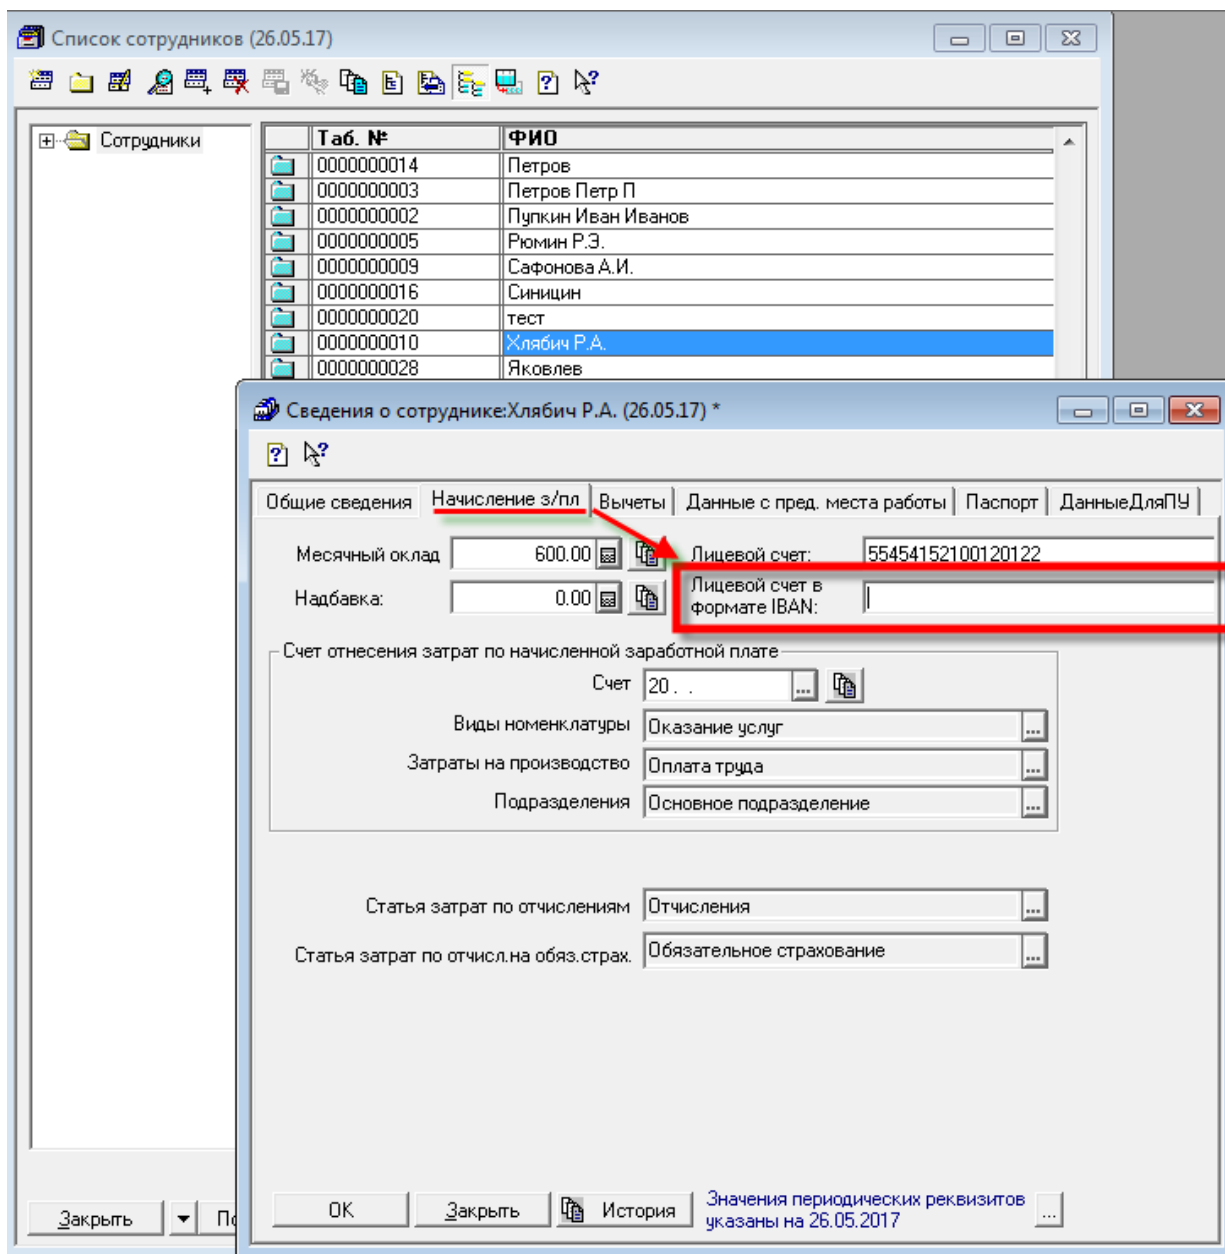 Список сотрудников (26.05.17)
Сотрудники
Таб. № ФИО
0000000014 Петров
0000000003 Петров Петр П
0000000002 Пупкин Иван Иванов
0000000005 Рюмин Р.Э.
0000000009 Сафонова А.И.
0000000016 Синицин
0000000020 тест
0000000010 Хлябич Р.А.
0000000028 Яковлев
Сведения о сотруднике:Хлябич Р.А. (26.05.17) *
Общие сведения Начисление з/пл Вычеты Данные с пред. места работы Паспорт ДанныеДляПУ
Месячный оклад 600.00 Лицевой счет: 55454152100120122
Надбавка: 0.00 Лицевой счет в
формате IBAN:
Счет отнесения затрат по начисленной заработной плате
Счет 20 . .
Виды номенклатуры Оказание услуг
Затраты на производство Оплата труда
Подразделения Основное подразделение
Статья затрат по отчислениям Отчисления
Статья затрат по отчисл.на обяз.страх. Обязательное страхование
OK Закрыть История Значения периодических реквизитов
указаны на 26.05.2017
Закрыть